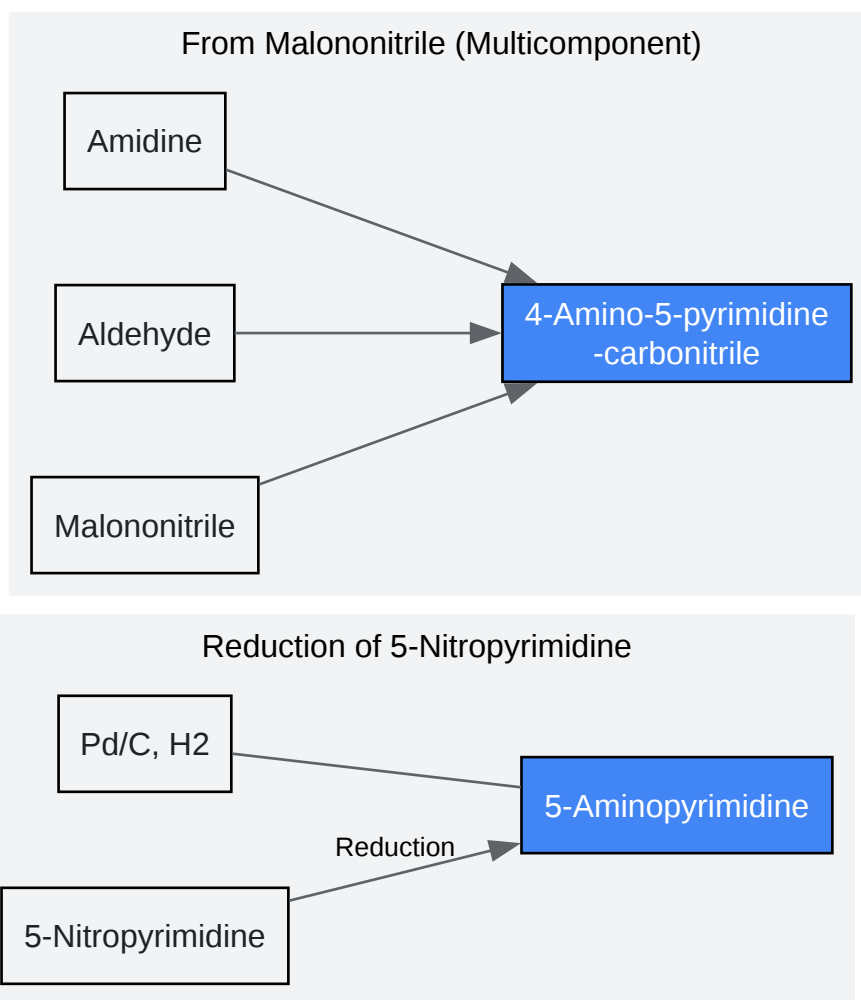 From Malononitrile (Multicomponent)
Amidine
Aldehyde
Malononitrile
4-Amino-5-pyrimidine
-carbonitrile
Reduction of 5-Nitropyrimidine
Pd/C, H2
5-Aminopyrimidine
Reduction
5-Nitropyrimidine